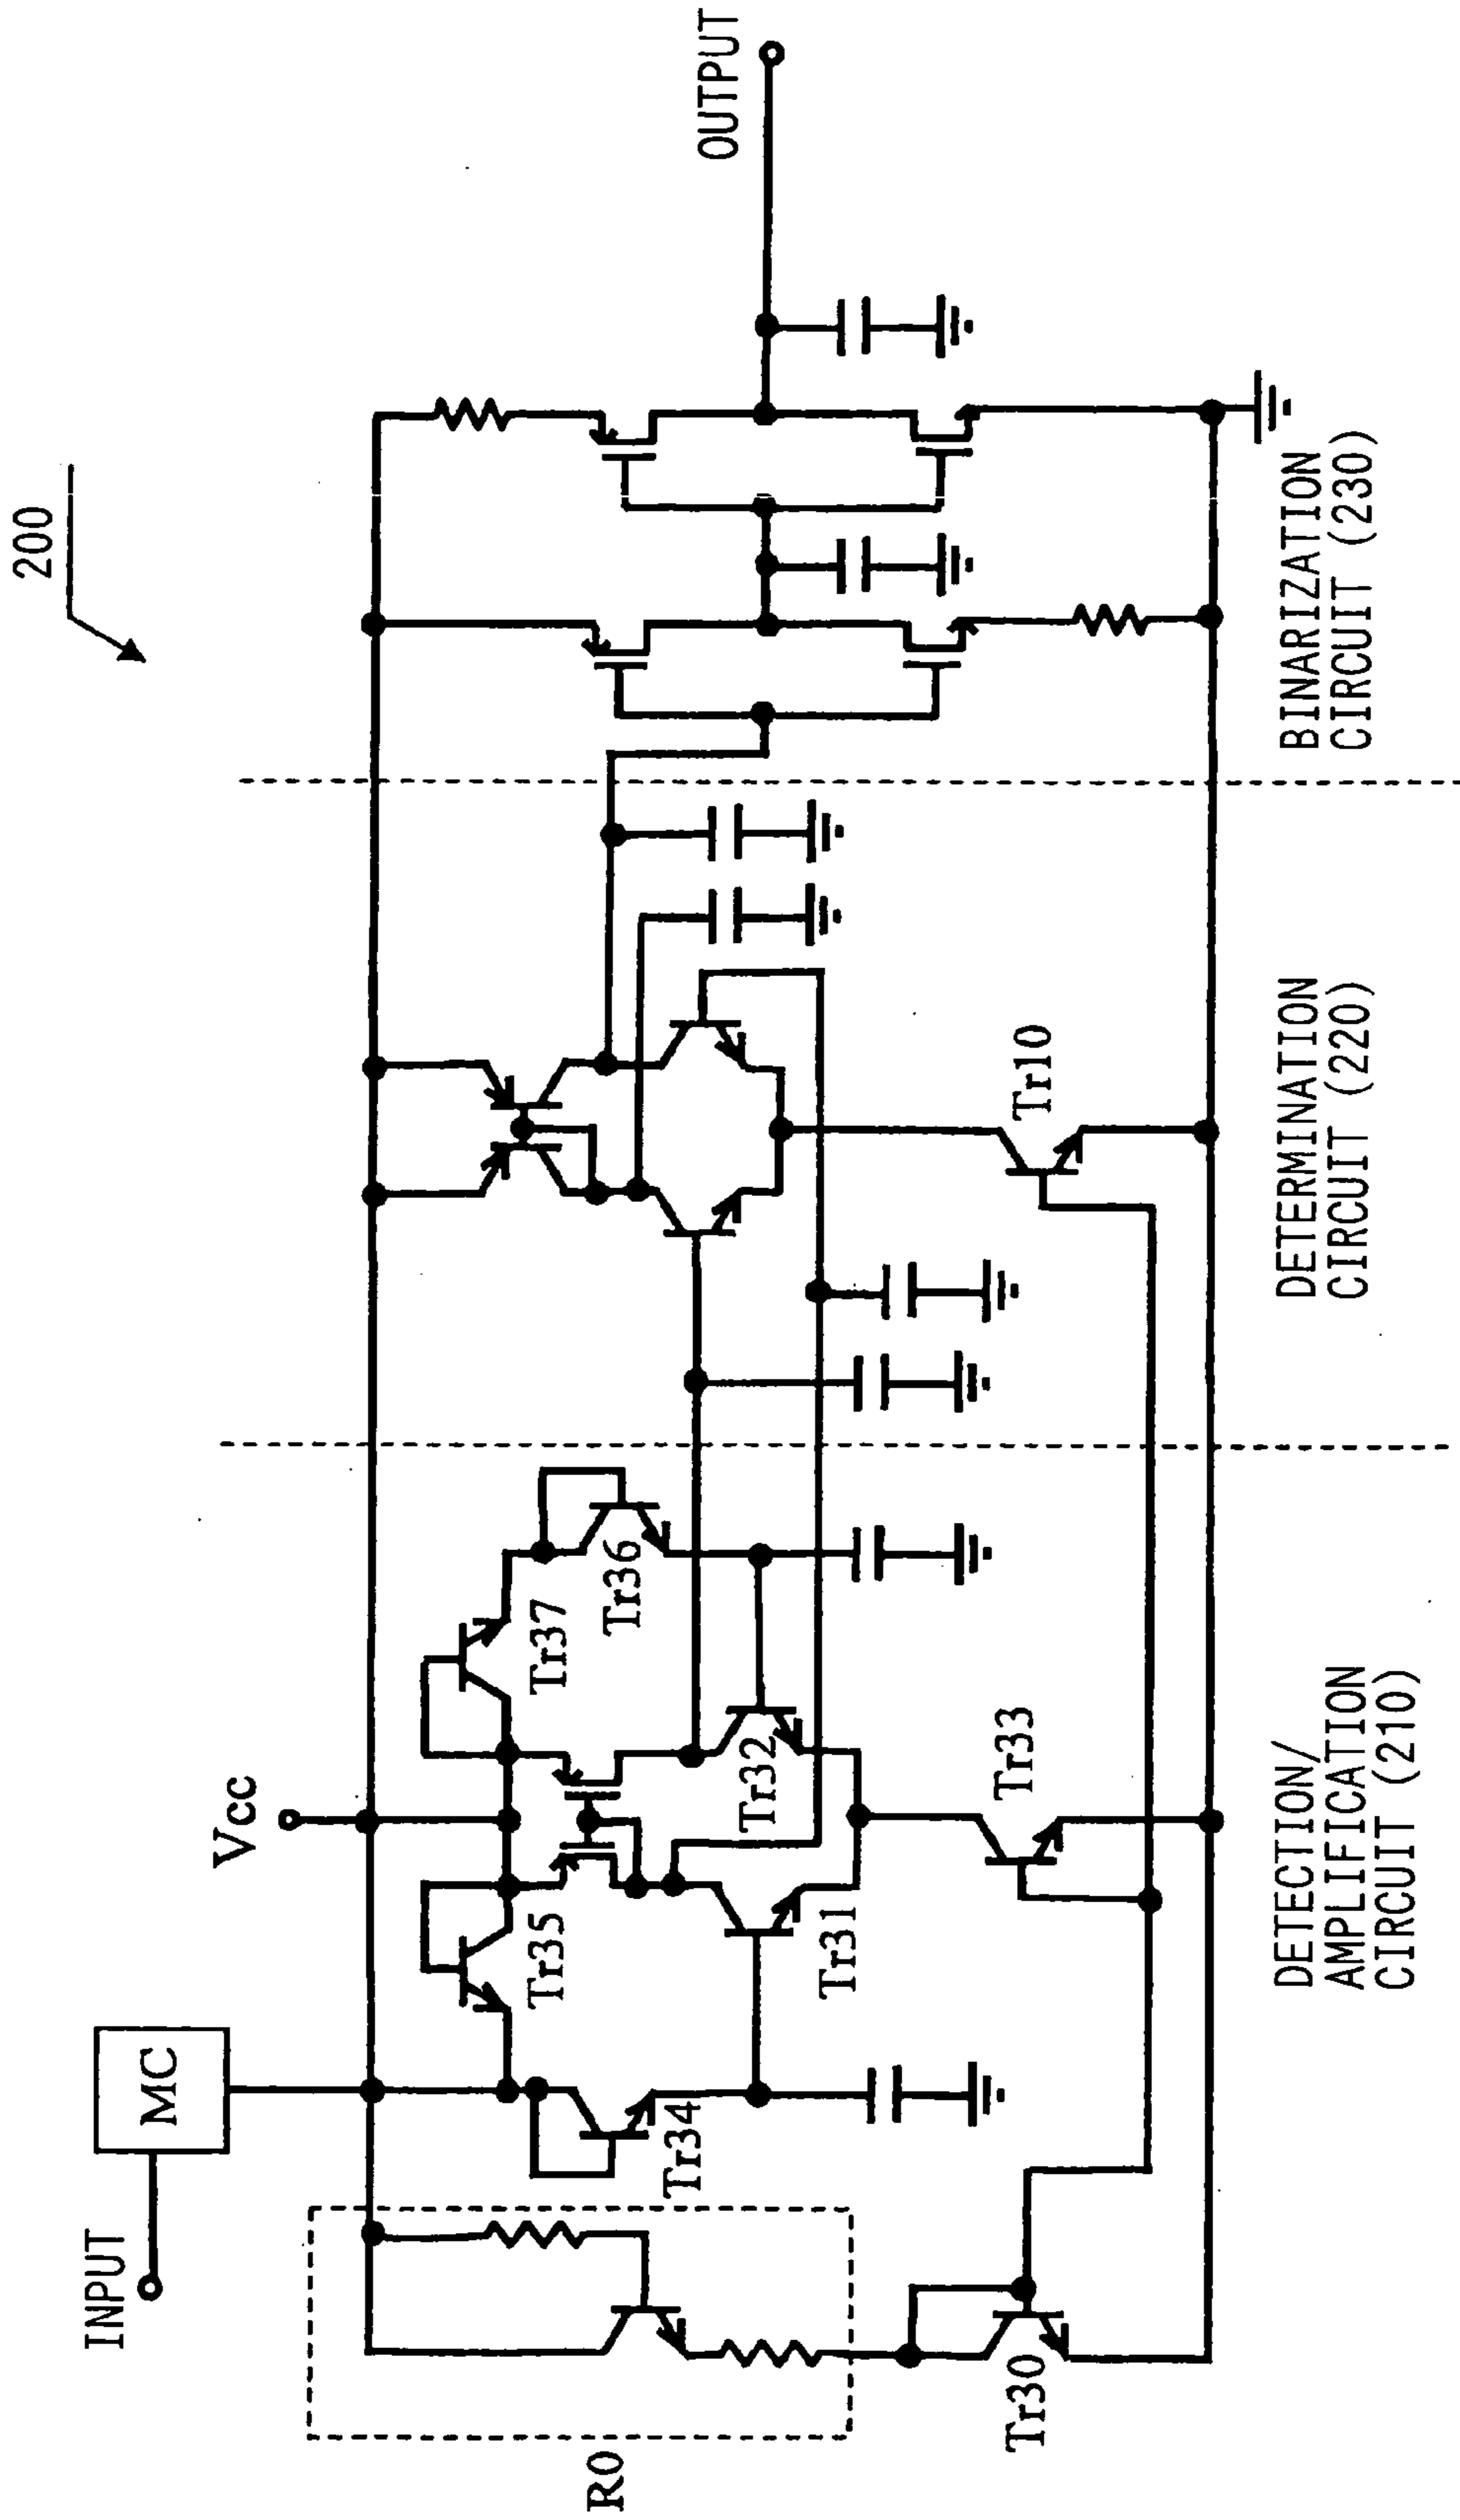 200
INPUT
MC
Vcc
OUTPUT
R0
Tr35
Tr37
Tr36
Tr34
Tr31
Tr32
Tr30
Tr33
Tr10
DETECTION/
AMPLIFICATION
CIRCUIT (210)
DETERMINATION
CIRCUIT (220)
BINARIZATION
CIRCUIT (230)